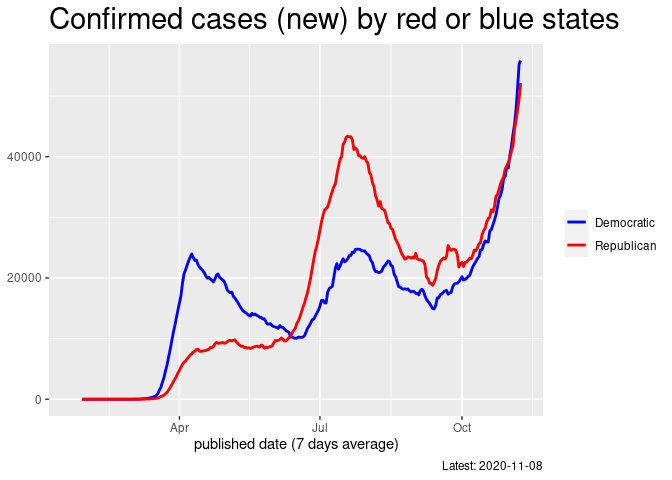 Confirmed cases (new) by red or blue states
40000
20000
0
Apr
Jul
Oct
published date (7 days average)
Democratic
Republican
Latest: 2020-11-08